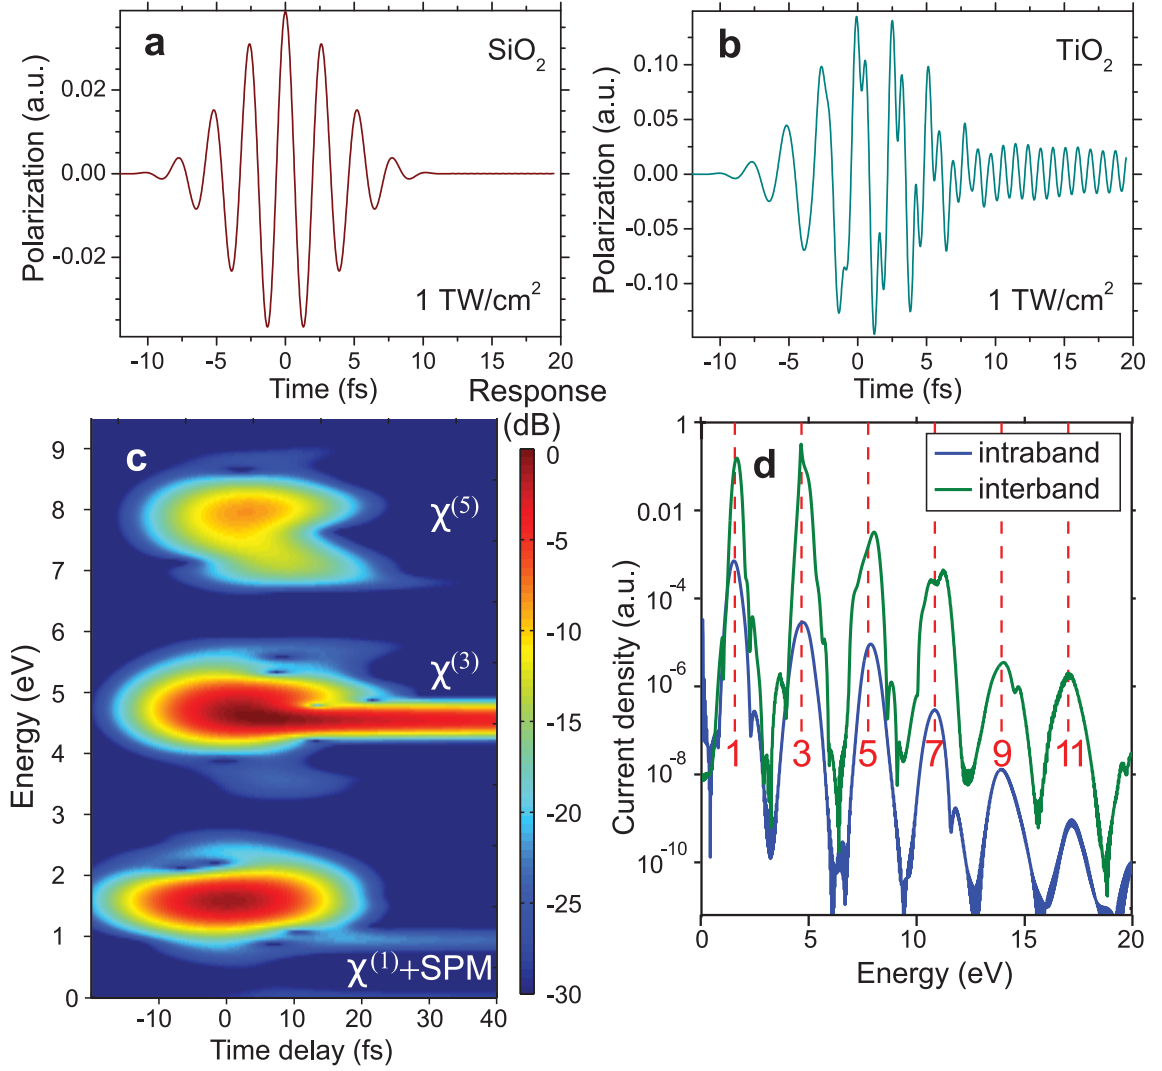 a
SiO2
Polarization (a.u.)
0.02
0.00
-0.02
1 TW/cm2
-10 -5 0 5 10 15 20
Time (fs)
b
TiO2
Polarization (a.u.)
0.10
0.05
0.00
-0.05
-0.10
1 TW/cm2
-10 -5 0 5 10 15 20
Time (fs)
Response
(dB)
c
Energy (eV)
9
8
7
6
5
4
3
2
1
0
χ(5)
χ(3)
χ(1)+SPM
-10 0 10 20 30 40
Time delay (fs)
0
-5
-10
-15
-20
-25
-30
d
intraband
interband
Current density (a.u.)
1
0.01
10-4
10-6
10-8
10-10
1 3 5 7 9 11
0 5 10 15 20
Energy (eV)